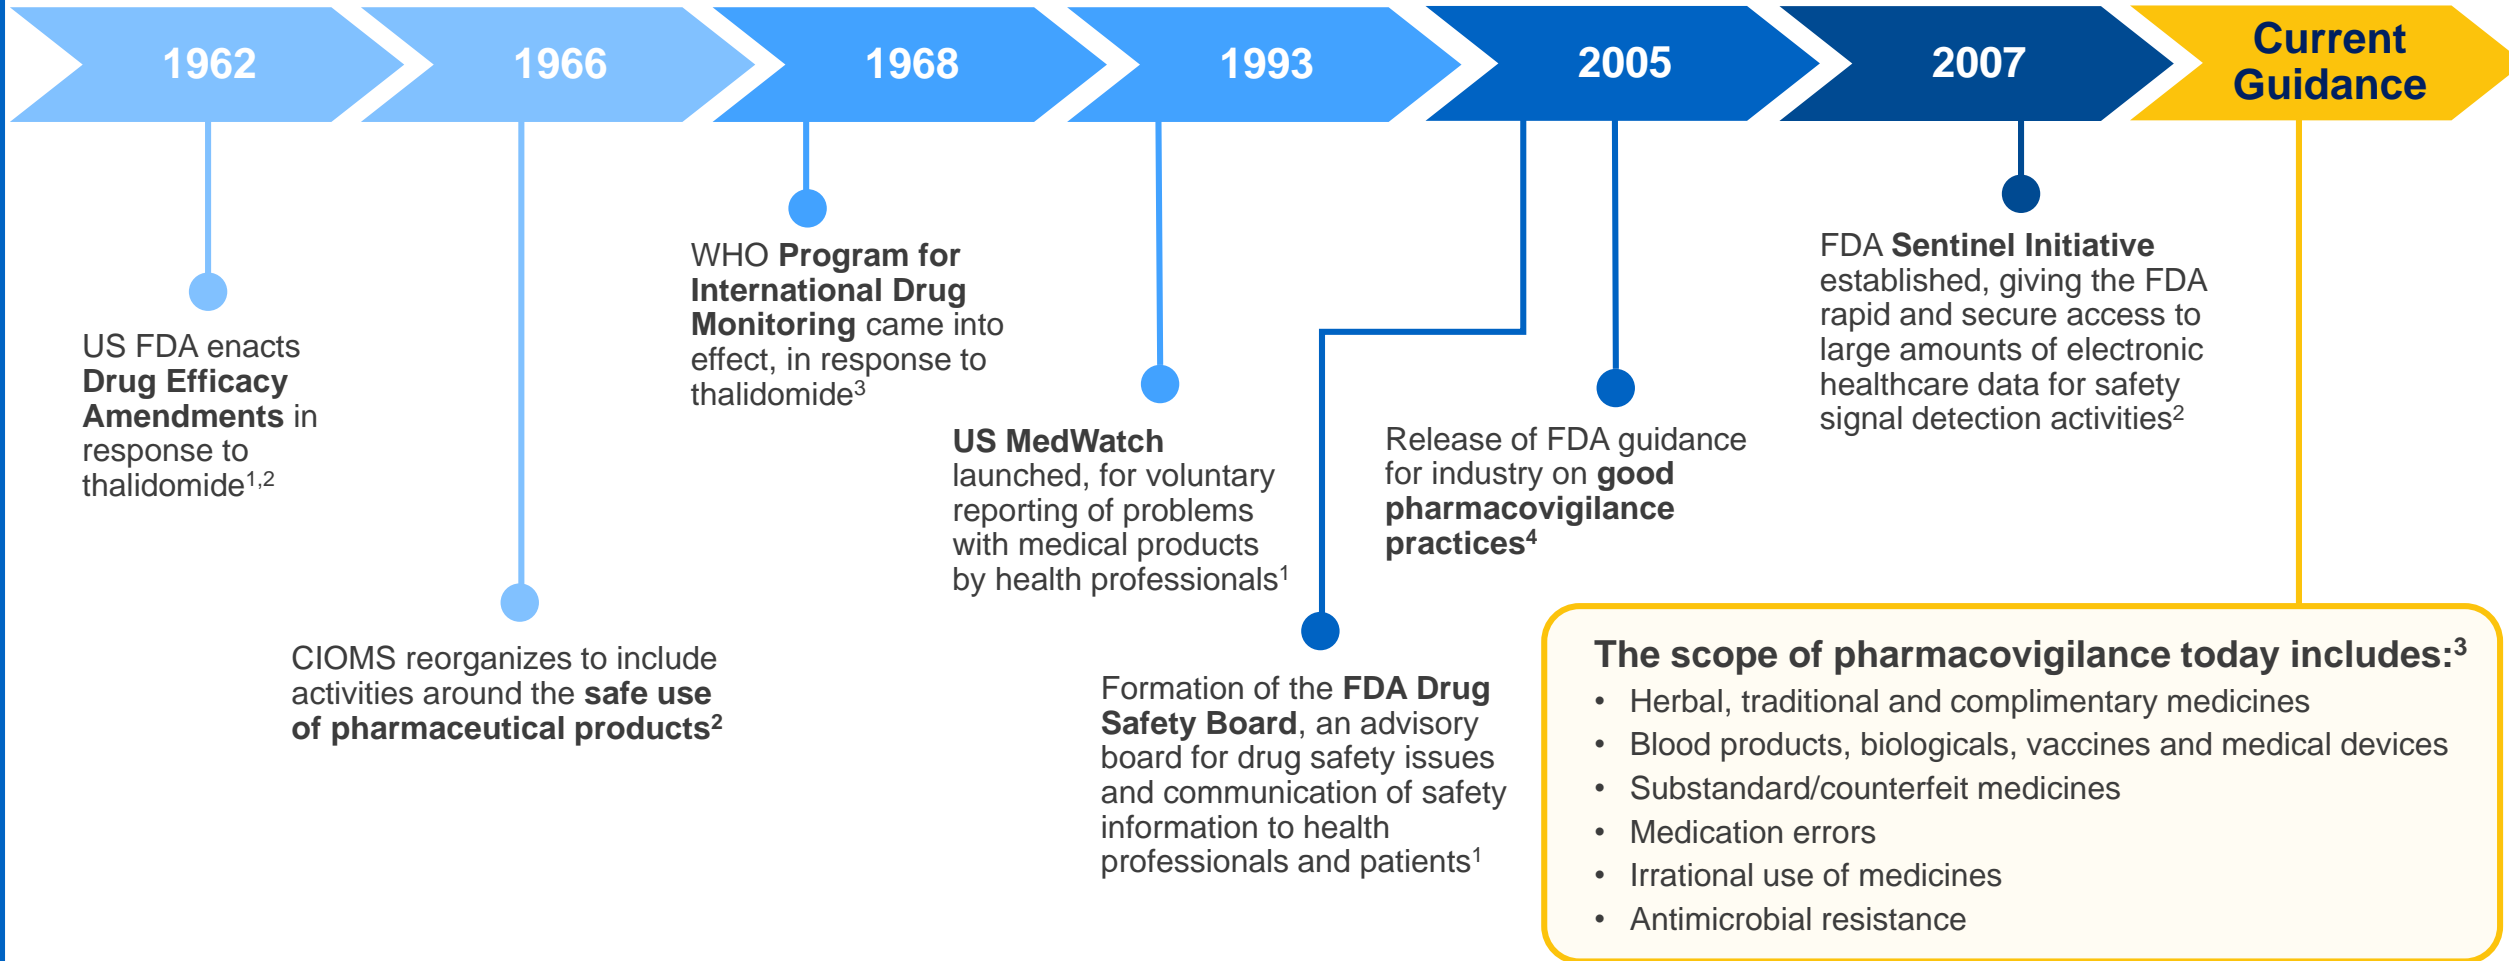 1962
1966
1968
1993
2005
2007
Current
Guidance
US FDA enacts
Drug Efficacy
Amendments in
response to
thalidomide1,2
CIOMS reorganizes to include
activities around the safe use
of pharmaceutical products2
WHO Program for
International Drug
Monitoring came into
effect, in response to
thalidomide3
US MedWatch
launched, for voluntary
reporting of problems
with medical products
by health professionals1
Formation of the FDA Drug
Safety Board, an advisory
board for drug safety issues
and communication of safety
information to health
professionals and patients1
Release of FDA guidance
for industry on good
pharmacovigilance
practices4
FDA Sentinel Initiative
established, giving the FDA
rapid and secure access to
large amounts of electronic
healthcare data for safety
signal detection activities2
The scope of pharmacovigilance today includes:3
• Herbal, traditional and complimentary medicines
• Blood products, biologicals, vaccines and medical devices
• Substandard/counterfeit medicines
• Medication errors
• Irrational use of medicines
• Antimicrobial resistance